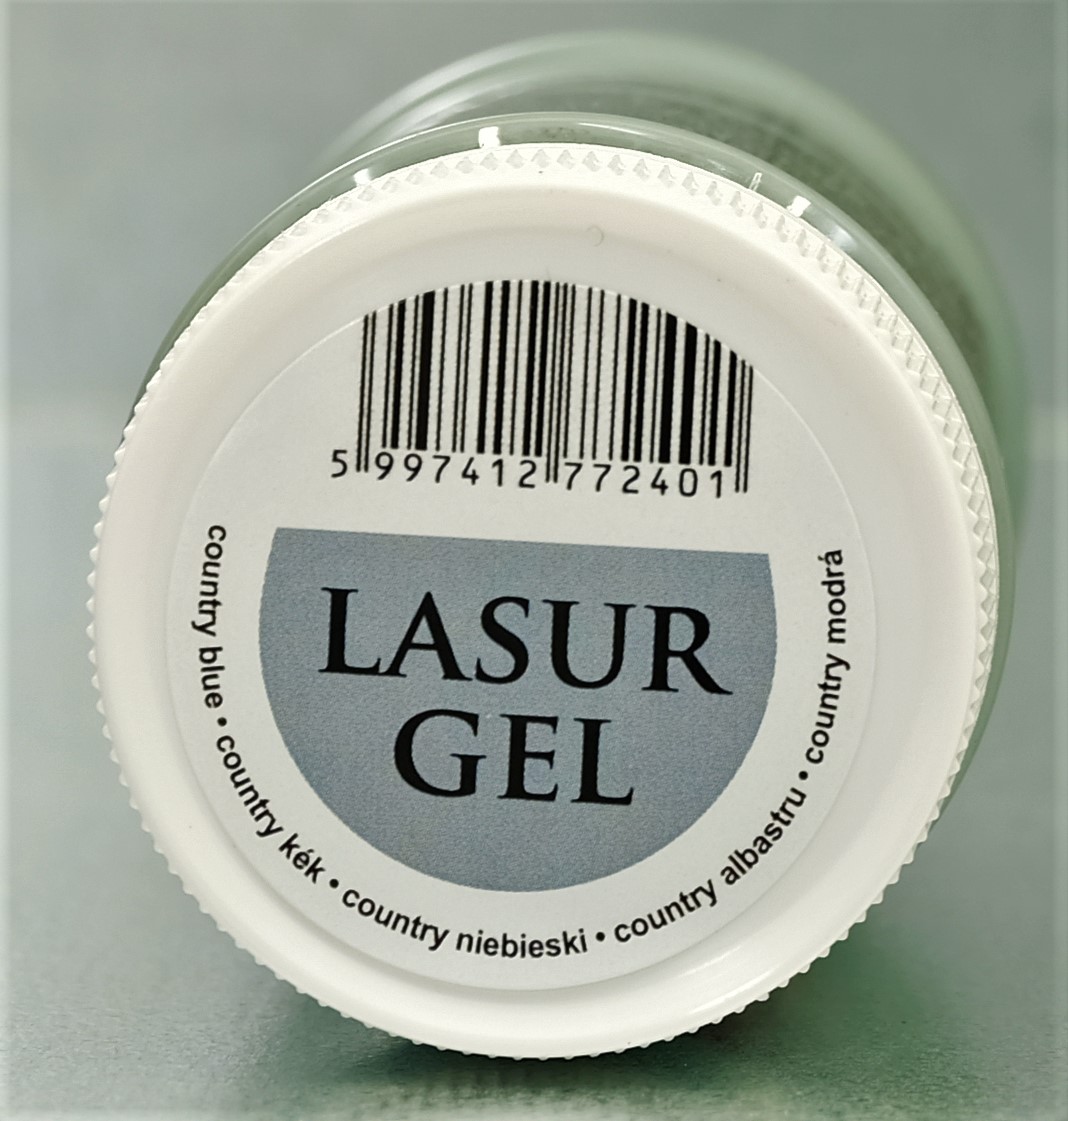 5 997412 772401
LASUR
GEL
country blue • country kék • country niebieski • country albastru • country modrá